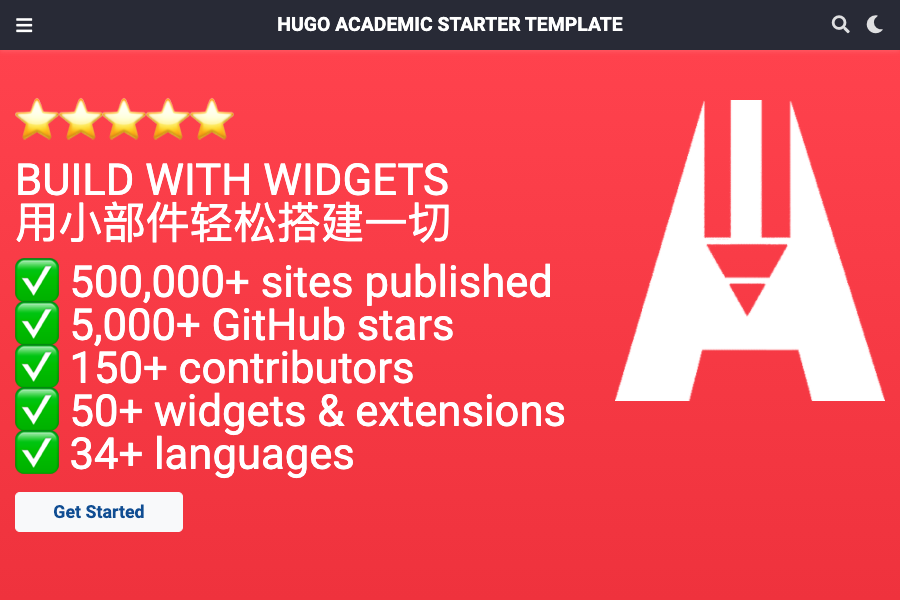 HUGO ACADEMIC STARTER TEMPLATE
BUILD WITH WIDGETS
用小部件轻松搭建一切
500,000+ sites published
5,000+ GitHub stars
150+ contributors
50+ widgets & extensions
34+ languages
Get Started